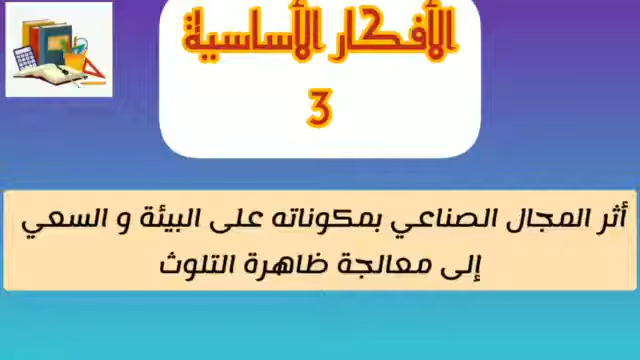 الأفكار الأساسية
3
أثر المجال الصناعي بمكوناته على البيئة و السعي
إلى معالجة ظاهرة التلوث